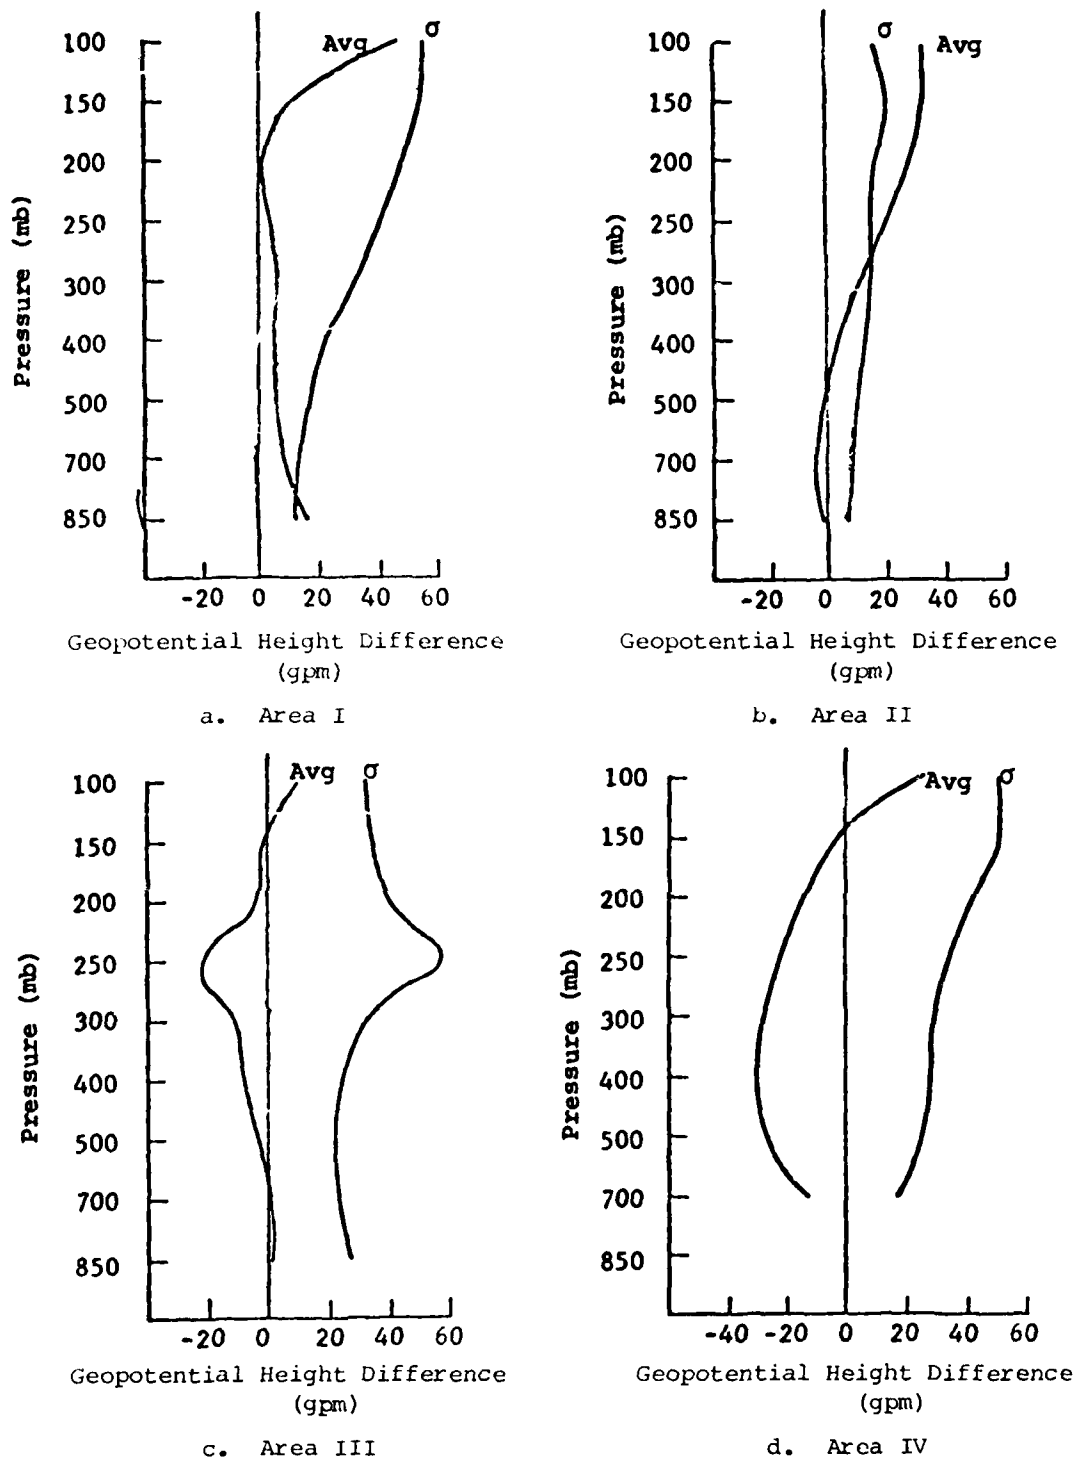 Avg σ
100
150
200
250
300
400
500
700
850
Pressure (mb)
-20 0 20 40 60
Geopotential Height Difference
(gpm)
a. Area I
σ Avg
100
150
200
250
300
400
500
700
850
Pressure (mb)
-20 0 20 40 60
Geopotential Height Difference
(gpm)
b. Area II
Avg σ
100
150
200
250
300
400
500
700
850
Pressure (mb)
-20 0 20 40 60
Geopotential Height Difference
(gpm)
c. Area III
Avg σ
100
150
200
250
300
400
500
700
850
Pressure (mb)
-40 -20 0 20 40 60
Geopotential Height Difference
(gpm)
d. Area IV